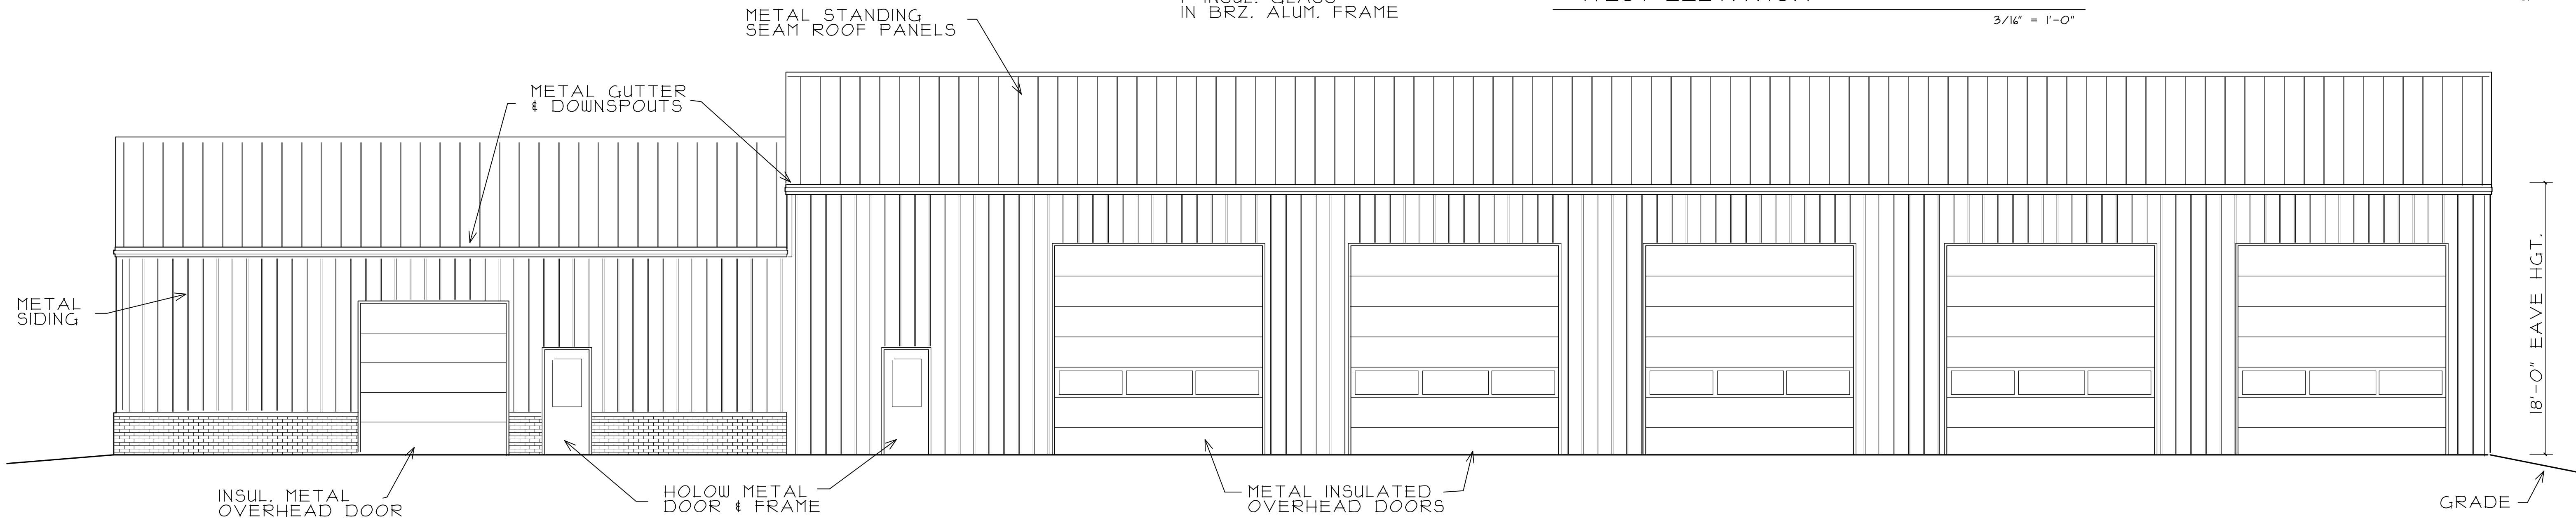 IN BRZ. ALUM. FRAME
3/16" = 1'-0"
METAL STANDING
SEAM ROOF PANELS
METAL GUTTER
& DOWNSPOUTS
METAL
SIDING
18'-0" EAVE HGT.
INSUL. METAL
OVERHEAD DOOR
HOLOW METAL
DOOR & FRAME
METAL INSULATED
OVERHEAD DOORS
GRADE